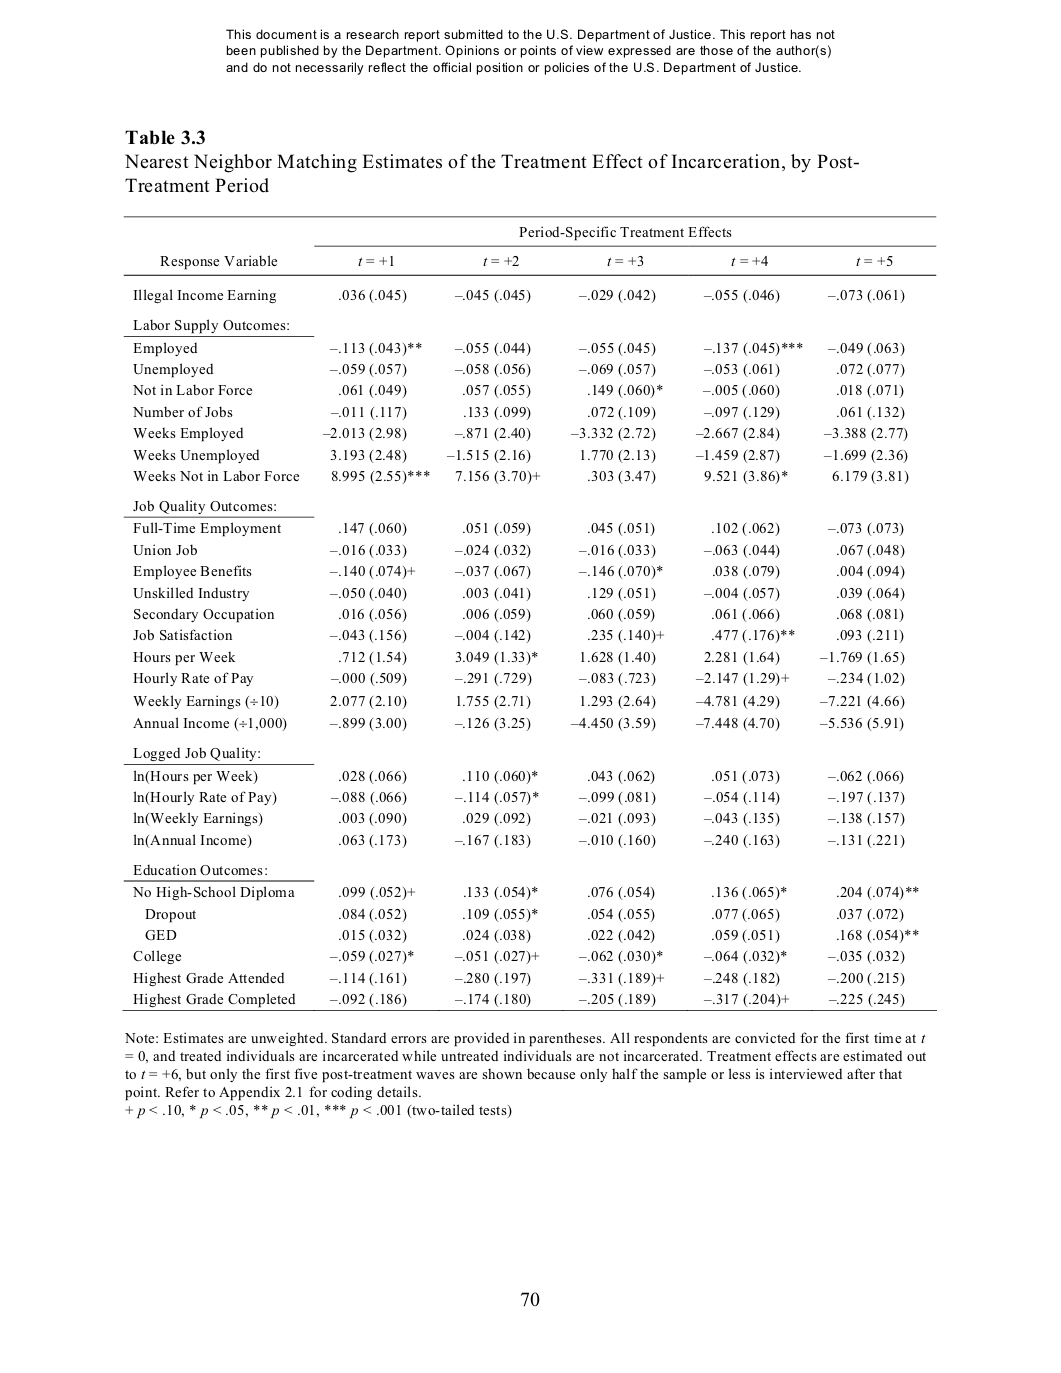 This document is a research report submitted to the U.S. Department of Justice. This report has not
been published by the Department. Opinions or points of view expressed are those of the author(s)
and do not necessarily reflect the official position or policies of the U.S. Department of Justice.
Table 3.3
Nearest Neighbor Matching Estimates of the Treatment Effect of Incarceration, by Post-
Treatment Period
Period-Specific Treatment Effects
Response Variable t = +1 t = +2 t = +3 t = +4 t = +5
Illegal Income Earning .036 (.045) –.045 (.045) –.029 (.042) –.055 (.046) –.073 (.061)
Labor Supply Outcomes:
Employed –.113 (.043)** –.055 (.044) –.055 (.045) –.137 (.045)*** –.049 (.063)
Unemployed –.059 (.057) –.058 (.056) –.069 (.057) –.053 (.061) .072 (.077)
Not in Labor Force .061 (.049) .057 (.055) .149 (.060)* –.005 (.060) .018 (.071)
Number of Jobs –.011 (.117) .133 (.099) .072 (.109) –.097 (.129) .061 (.132)
Weeks Employed –2.013 (2.98) –.871 (2.40) –3.332 (2.72) –2.667 (2.84) –3.388 (2.77)
Weeks Unemployed 3.193 (2.48) –1.515 (2.16) 1.770 (2.13) –1.459 (2.87) –1.699 (2.36)
Weeks Not in Labor Force 8.995 (2.55)*** 7.156 (3.70)+ .303 (3.47) 9.521 (3.86)* 6.179 (3.81)
Job Quality Outcomes:
Full-Time Employment .147 (.060) .051 (.059) .045 (.051) .102 (.062) –.073 (.073)
Union Job –.016 (.033) –.024 (.032) –.016 (.033) –.063 (.044) .067 (.048)
Employee Benefits –.140 (.074)+ –.037 (.067) –.146 (.070)* .038 (.079) .004 (.094)
Unskilled Industry –.050 (.040) .003 (.041) .129 (.051) –.004 (.057) .039 (.064)
Secondary Occupation .016 (.056) .006 (.059) .060 (.059) .061 (.066) .068 (.081)
Job Satisfaction –.043 (.156) –.004 (.142) .235 (.140)+ .477 (.176)** .093 (.211)
Hours per Week .712 (1.54) 3.049 (1.33)* 1.628 (1.40) 2.281 (1.64) –1.769 (1.65)
Hourly Rate of Pay –.000 (.509) –.291 (.729) –.083 (.723) –2.147 (1.29)+ –.234 (1.02)
Weekly Earnings (÷10) 2.077 (2.10) 1.755 (2.71) 1.293 (2.64) –4.781 (4.29) –7.221 (4.66)
Annual Income (÷1,000) –.899 (3.00) –.126 (3.25) –4.450 (3.59) –7.448 (4.70) –5.536 (5.91)
Logged Job Quality:
ln(Hours per Week) .028 (.066) .110 (.060)* .043 (.062) .051 (.073) –.062 (.066)
ln(Hourly Rate of Pay) –.088 (.066) –.114 (.057)* –.099 (.081) –.054 (.114) –.197 (.137)
ln(Weekly Earnings) .003 (.090) .029 (.092) –.021 (.093) –.043 (.135) –.138 (.157)
ln(Annual Income) .063 (.173) –.167 (.183) –.010 (.160) –.240 (.163) –.131 (.221)
Education Outcomes:
No High-School Diploma .099 (.052)+ .133 (.054)* .076 (.054) .136 (.065)* .204 (.074)**
Dropout .084 (.052) .109 (.055)* .054 (.055) .077 (.065) .037 (.072)
GED .015 (.032) .024 (.038) .022 (.042) .059 (.051) .168 (.054)**
College –.059 (.027)* –.051 (.027)+ –.062 (.030)* –.064 (.032)* –.035 (.032)
Highest Grade Attended –.114 (.161) –.280 (.197) –.331 (.189)+ –.248 (.182) –.200 (.215)
Highest Grade Completed –.092 (.186) –.174 (.180) –.205 (.189) –.317 (.204)+ –.225 (.245)
Note: Estimates are unweighted. Standard errors are provided in parentheses. All respondents are convicted for the first time at t
= 0, and treated individuals are incarcerated while untreated individuals are not incarcerated. Treatment effects are estimated out
to t = +6, but only the first five post-treatment waves are shown because only half the sample or less is interviewed after that
point. Refer to Appendix 2.1 for coding details.
+ p < .10, * p < .05, ** p < .01, *** p < .001 (two-tailed tests)
70